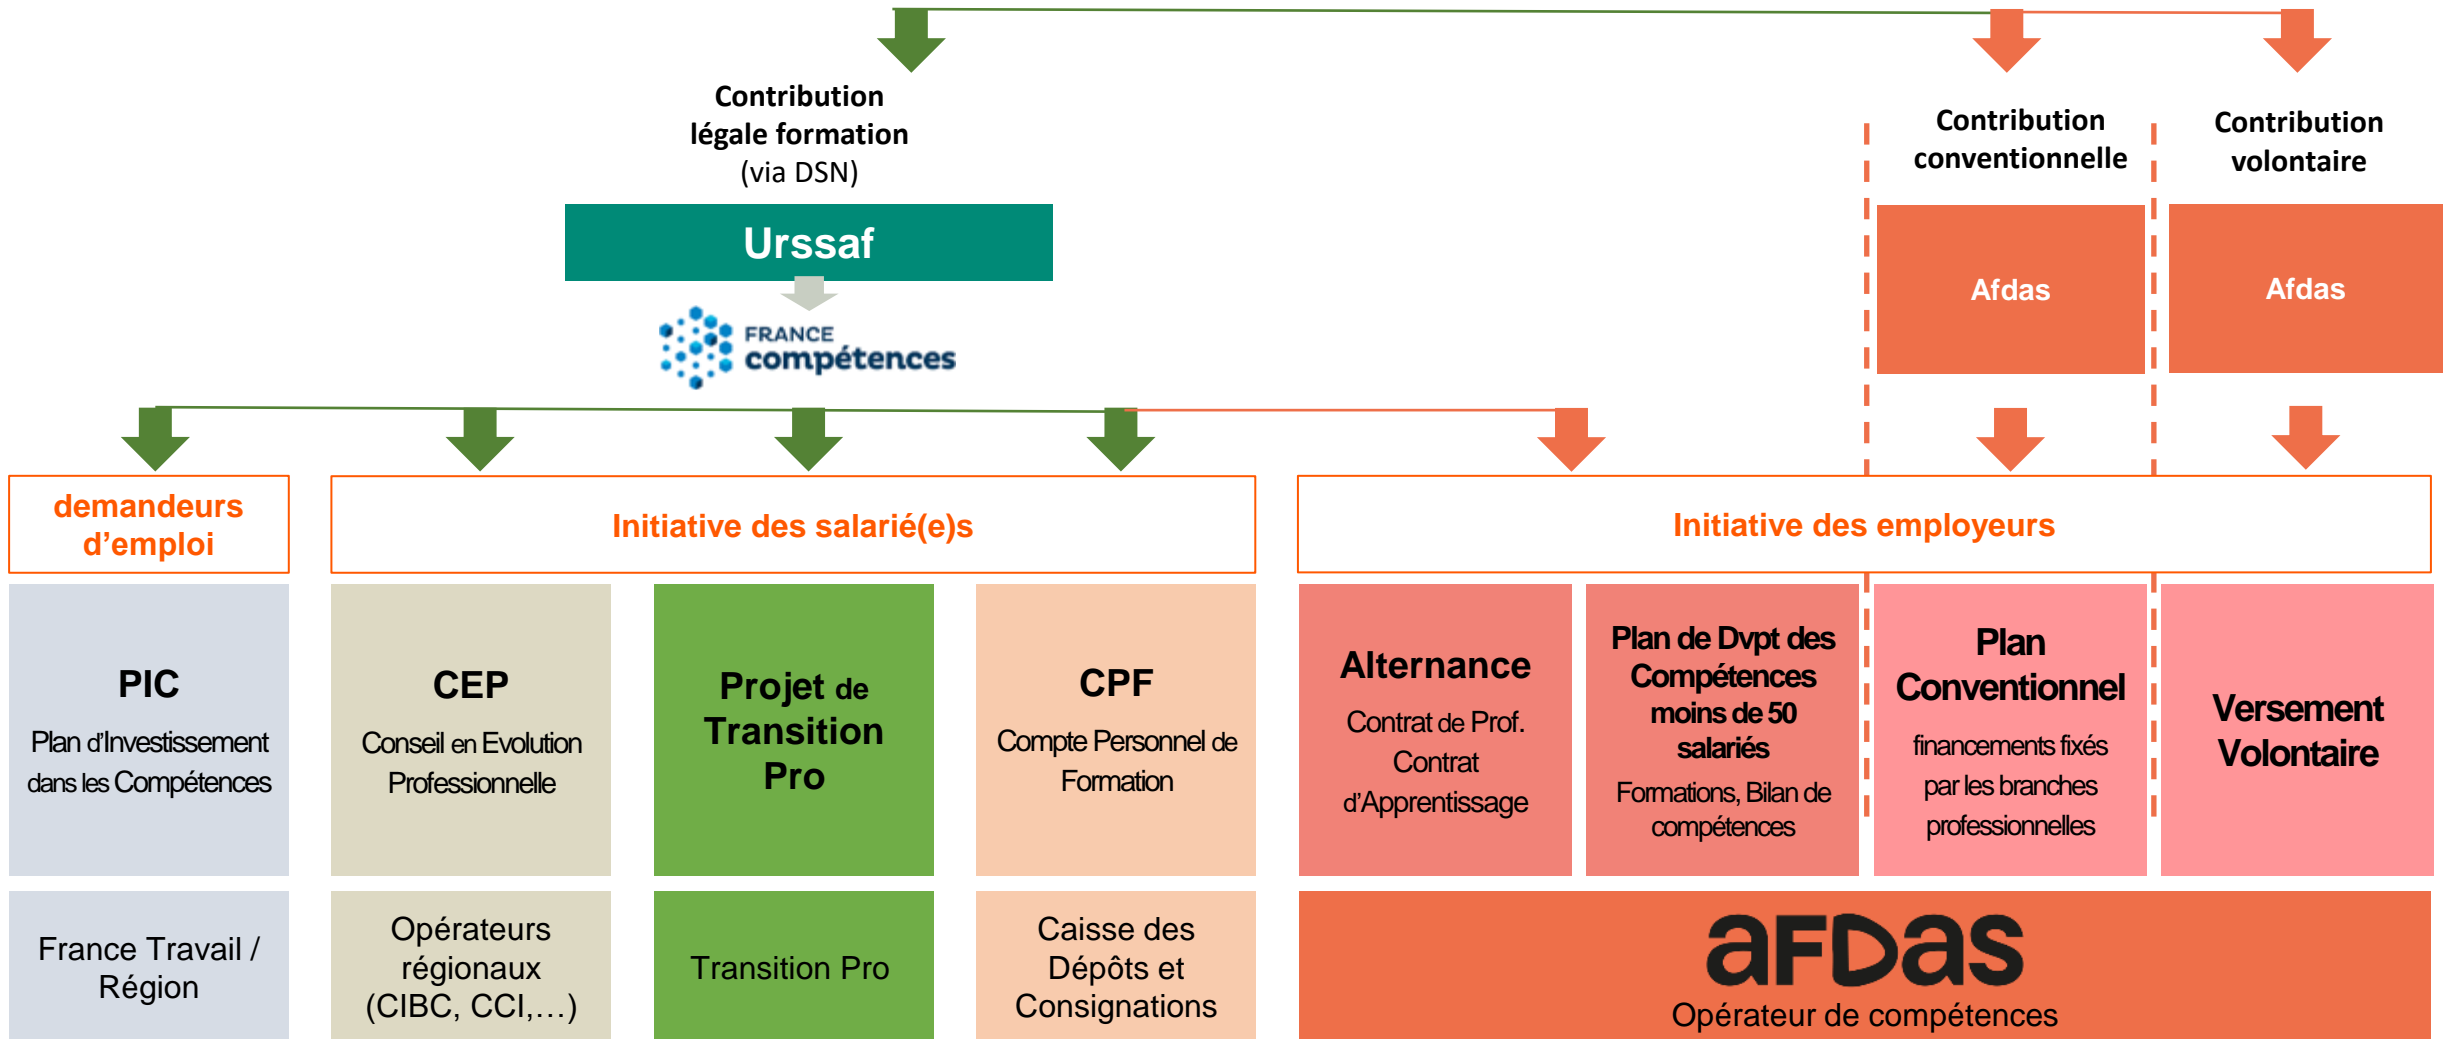 Contribution
légale formation
(via DSN)
Contribution
conventionnelle
Contribution
volontaire
Urssaf
Afdas
Afdas
FRANCE
compétences
demandeurs
d’emploi
Initiative des salarié(e)s
Initiative des employeurs
PIC
Plan d’Investissement
dans les Compétences
CEP
Conseil en Evolution
Professionnelle
Projet de
Transition
Pro
CPF
Compte Personnel de
Formation
Alternance
Contrat de Prof.
Contrat
d’Apprentissage
Plan de Dvpt des
Compétences
moins de 50
salariés
Formations, Bilan de
compétences
Plan
Conventionnel
financements fixés
par les branches
professionnelles
Versement
Volontaire
France Travail /
Région
Opérateurs
régionaux
(CIBC, CCI,…)
Transition Pro
Caisse des
Dépôts et
Consignations
aFDas
Opérateur de compétences